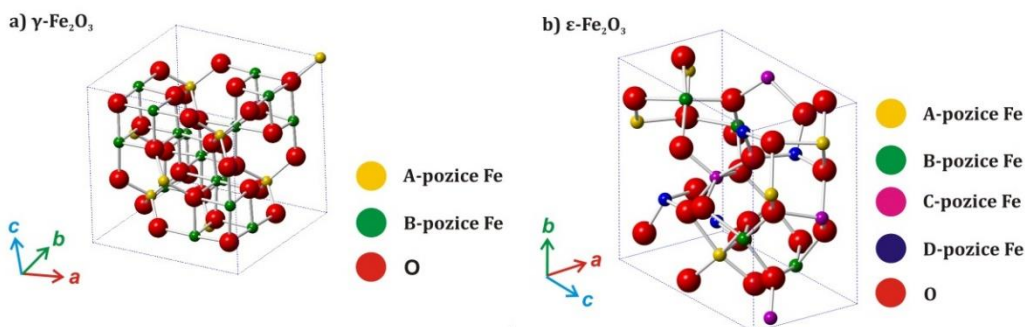 a) γ-Fe₂O₃
c
b
a
A-pozice Fe
B-pozice Fe
O
b) ε-Fe₂O₃
b
a
c
A-pozice Fe
B-pozice Fe
C-pozice Fe
D-pozice Fe
O